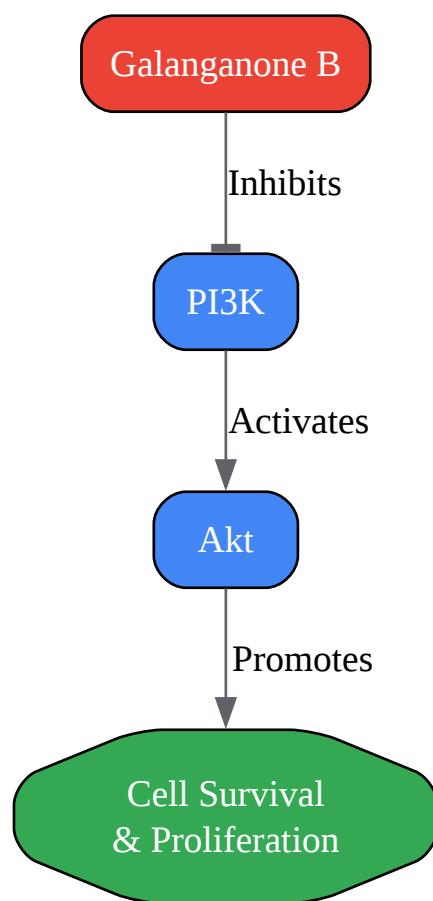 Galanganone B
Inhibits
PI3K
Activates
Akt
Promotes
Cell Survival
& Proliferation